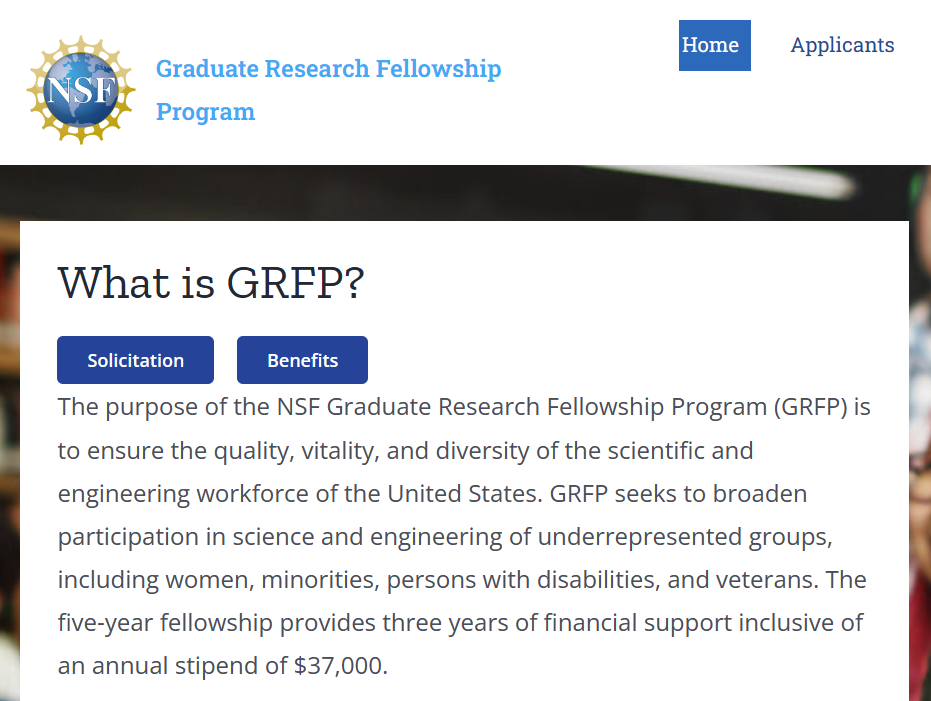 NSF
Graduate Research Fellowship
Program
Home
Applicants
What is GRFP?
Solicitation
Benefits
The purpose of the NSF Graduate Research Fellowship Program (GRFP) is
to ensure the quality, vitality, and diversity of the scientific and
engineering workforce of the United States. GRFP seeks to broaden
participation in science and engineering of underrepresented groups,
including women, minorities, persons with disabilities, and veterans. The
five-year fellowship provides three years of financial support inclusive of
an annual stipend of $37,000.